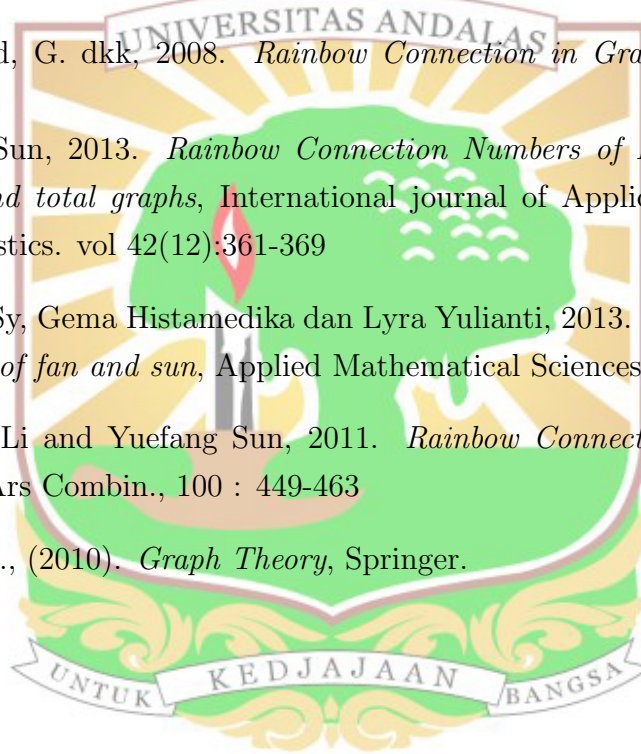 UNIVERSITAS ANDALAS
d, G. dkk, 2008. Rainbow Connection in Gra
Sun, 2013. Rainbow Connection Numbers of
nd total graphs, International journal of Applic
stics. vol 42(12):361-369
Sy, Gema Histamedika dan Lyra Yulianti, 2013.
of fan and sun, Applied Mathematical Sciences
Li and Yuefang Sun, 2011. Rainbow Connect
Ars Combin., 100 : 449-463
., (2010). Graph Theory, Springer.
UNTUK KEDJAJAAN BANGSA